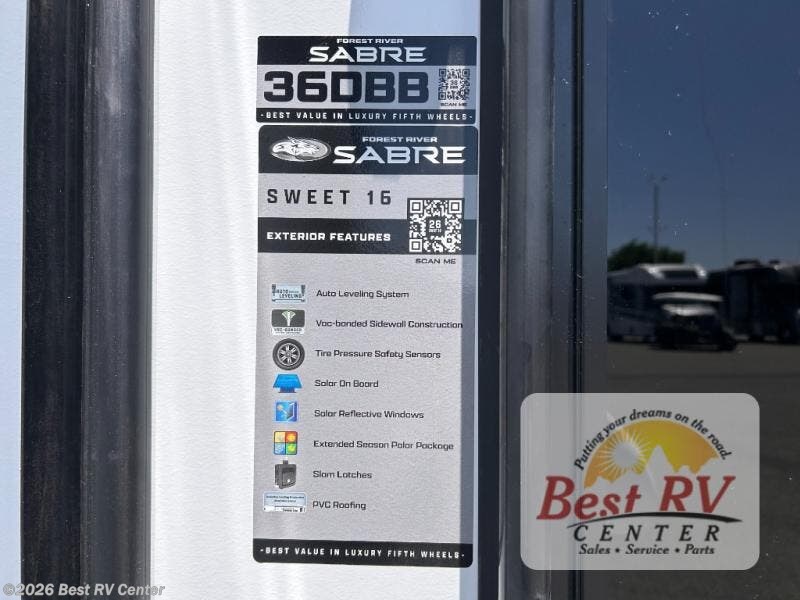 FOREST RIVER
SABRE
36DBB
SCAN ME
- BEST VALUE IN LUXURY FIFTH WHEELS -
FOREST RIVER
SABRE
SWEET 16
26
EXTERIOR FEATURES
SCAN ME
Auto Leveling System
Vac-bonded Sidewall Construction
Tire Pressure Safety Sensors
Solar On Board
Solar Reflective Windows
Extended Season Polar Package
Slam Latches
PVC Roofing
- BEST VALUE IN LUXURY FIFTH WHEELS -
Putting your dreams on the road.
Best RV
CENTER
Sales • Service • Parts
©2026 Best RV Center